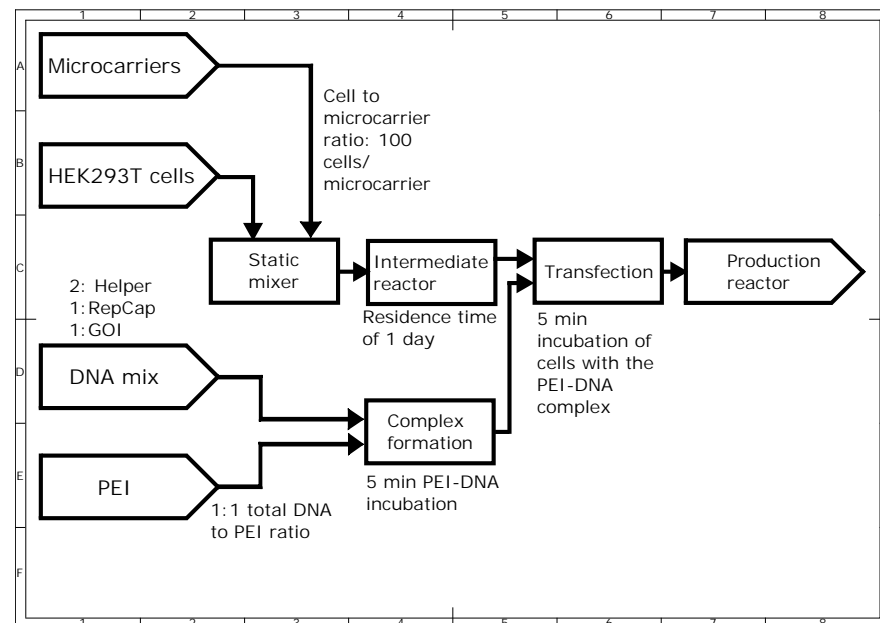 1 2 3 4 5 6 7 8
A
Microcarriers
Cell to
microcarrier
ratio: 100
cells/
microcarrier
B
HEK293T cells
C
Static
mixer
Intermediate
reactor
Transfection
Production
reactor
2: Helper
1:RepCap
1:GOI
Residence time
of 1 day
5 min
incubation of
cells with the
PEI-DNA
complex
D
DNA mix
Complex
formation
E
PEI
5 min PEI-DNA
incubation
1:1 total DNA
to PEI ratio
F
1 2 3 4 5 6 7 8